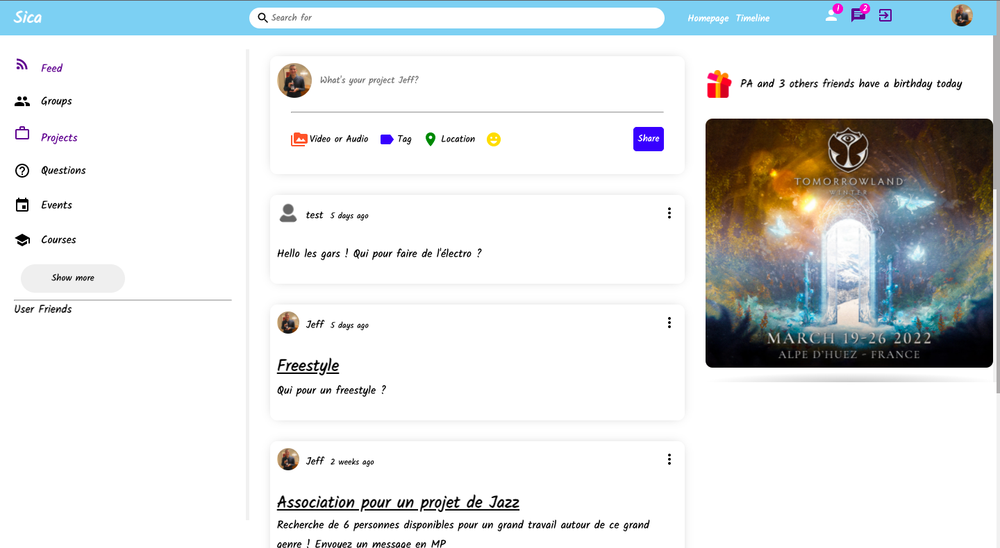 Sica
Search for
Homepage Timeline
1
2
Feed
Groups
Projects
Questions
Events
Courses
Show more
User Friends
What's your project Jeff?
Video or Audio Tag Location
Share
test 5 days ago
Hello les gars ! Qui pour faire de l'électro ?
Jeff 5 days ago
Freestyle
Qui pour un freestyle ?
Jeff 2 weeks ago
Association pour un projet de Jazz
Recherche de 6 personnes disponibles pour un grand travail autour de ce grand
genre ! Envoyez un message en MP
PA and 3 others friends have a birthday today
TOMORROWLAND
WINTER
MARCH 19-26 2022
ALPE D'HUEZ - FRANCE